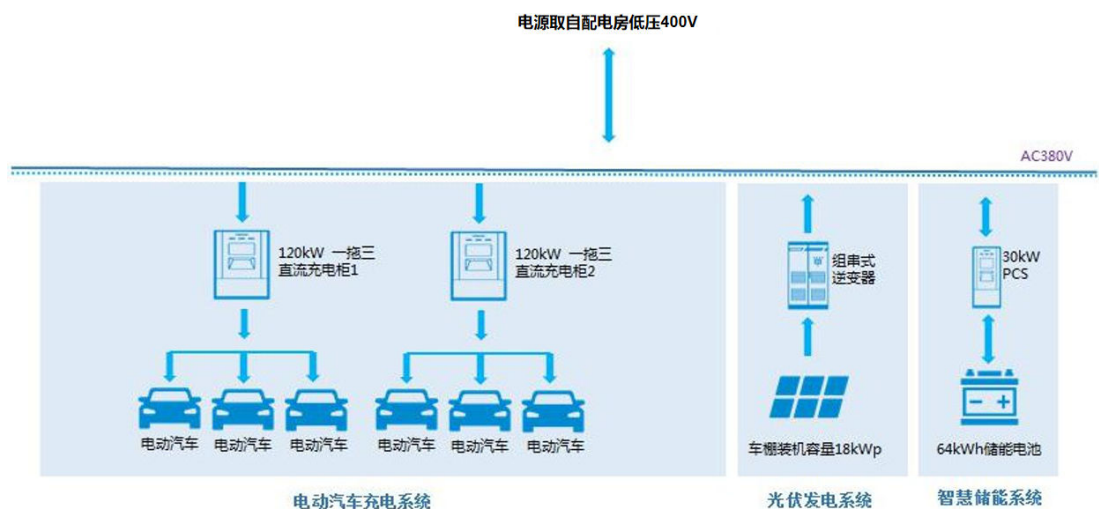 电源取自配电房低压400V
AC380V
120kW 一拖三
直流充电柜1
120kW 一拖三
直流充电柜2
组串式
逆变器
30kW
PCS
电动汽车
电动汽车
电动汽车
电动汽车
电动汽车
电动汽车
车棚装机容量18kWp
64kWh储能电池
电动汽车充电系统
光伏发电系统
智慧储能系统